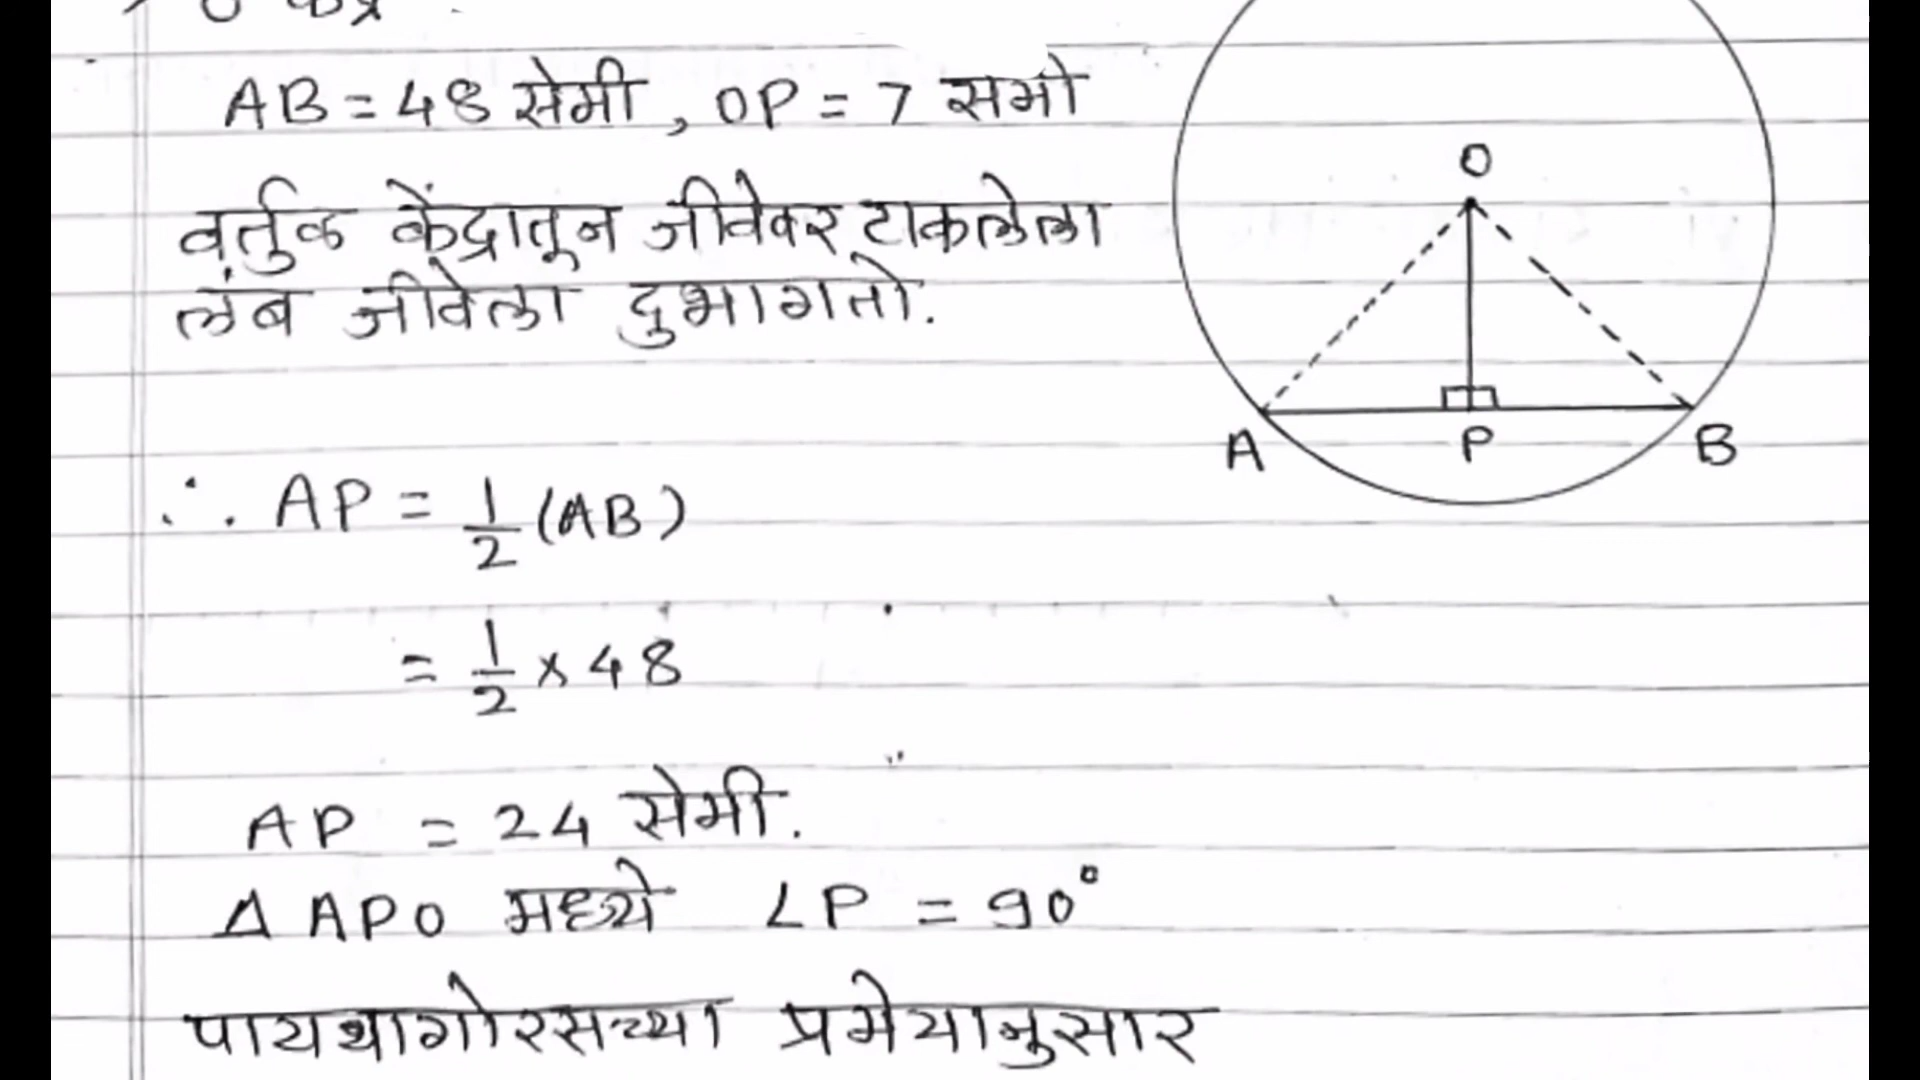 O केंद्र
AB = 48 सेमी, OP = 7 समो
वर्तुळ केंद्रातून जीवेवर टाकलेला
लंब जीवेला दुभागतो.
∴ AP = 1/2 (AB)
= 1/2 × 48
AP = 24 सेमी.
Δ APO मध्ये ∠P = 90°
पायथागोरसच्या प्रमेयानुसार
O
A P B